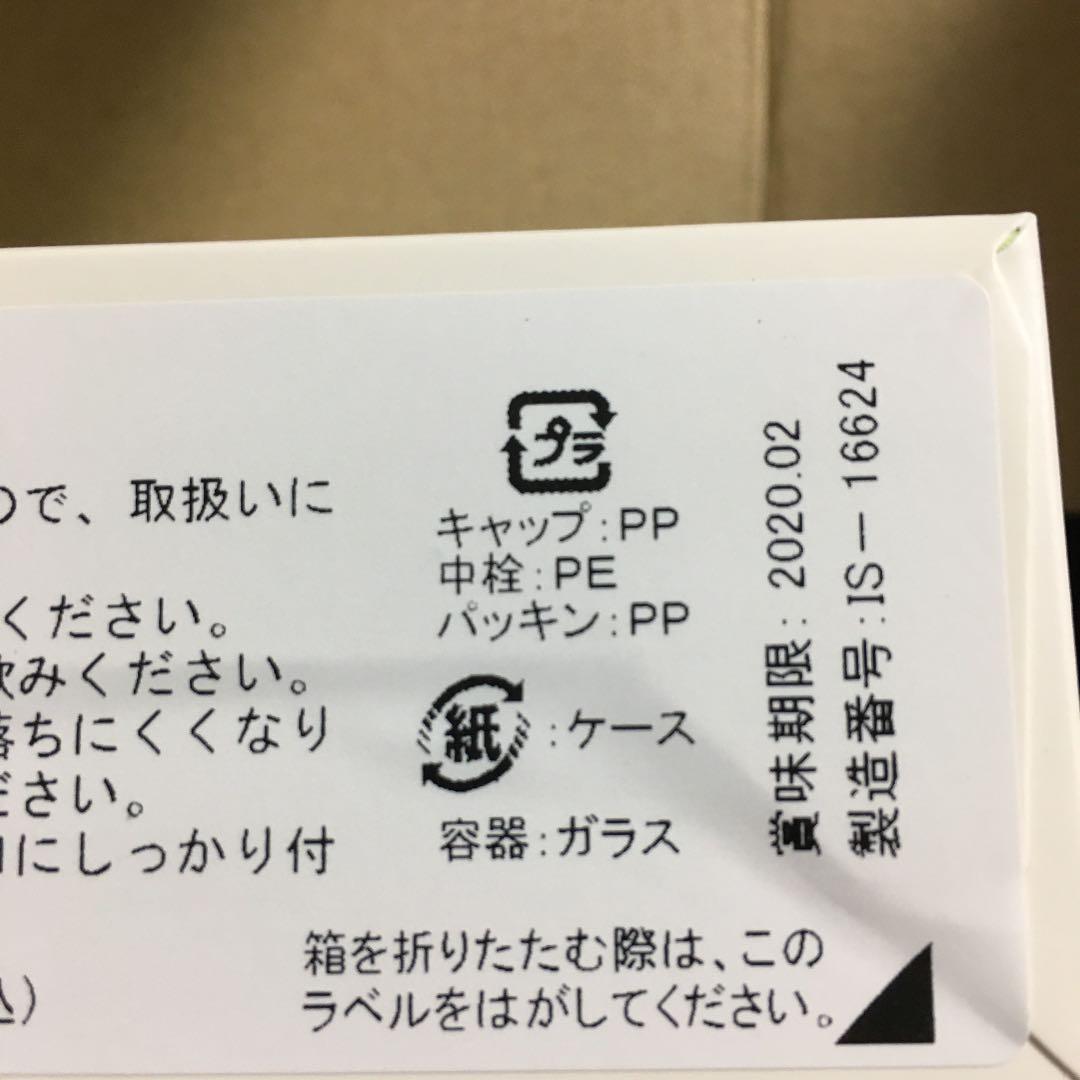 ので、取扱いに
ください。
飲みください。
落ちにくくなり
ださい。
にしっかり付
込）
プラ
キャップ：PP
中栓：PE
パッキン：PP
紙：ケース
容器：ガラス
箱を折りたたむ際は、この
ラベルをはがしてください。
賞味期限：2020.02
製造番号：IS－16624